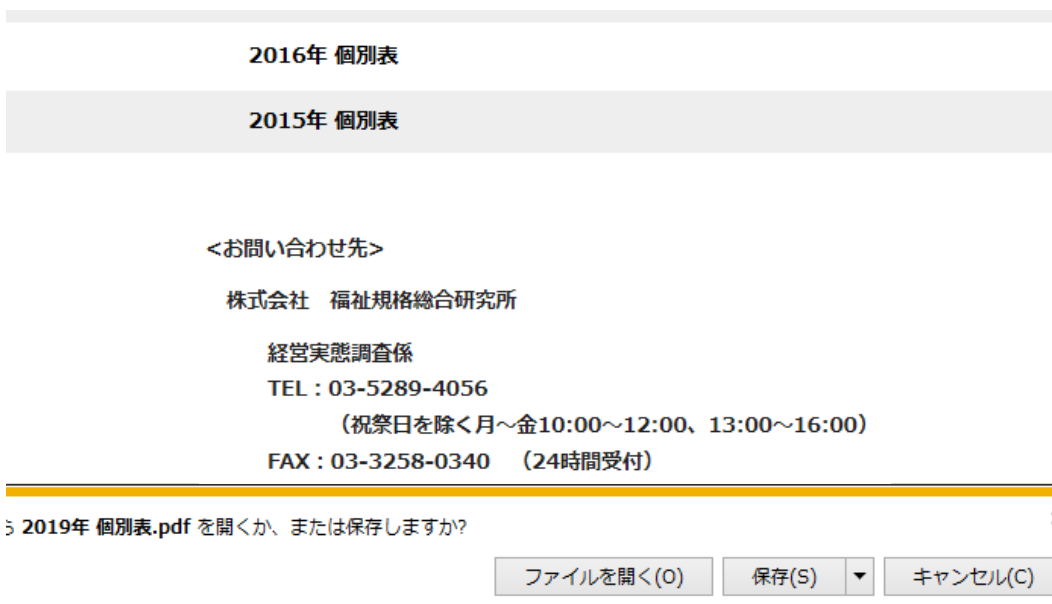 2016年 個別表
2015年 個別表
<お問い合わせ先>
株式会社　福祉規格総合研究所
経営実態調査係
TEL：03-5289-4056
（祝祭日を除く月～金10:00～12:00、13:00～16:00）
FAX：03-3258-0340　（24時間受付）
2019年 個別表.pdf を開くか、または保存しますか?
ファイルを開く(O) 保存(S) ▼ キャンセル(C)